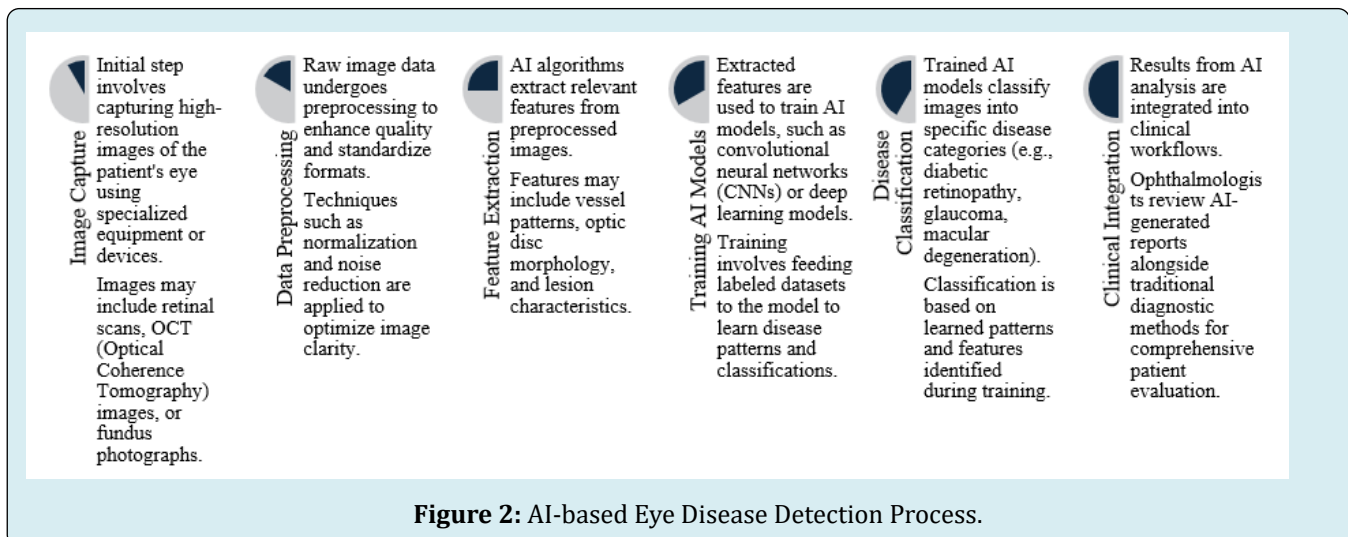 Image Capture
Initial step
involves
capturing high-
resolution
images of the
patient's eye
using
specialized
equipment or
devices.
Images may
include retinal
scans, OCT
(Optical
Coherence
Tomography)
images, or
fundus
photographs.
Data Preprocessing
Raw image data
undergoes
preprocessing to
enhance quality
and standardize
formats.
Techniques
such as
normalization
and noise
reduction are
applied to
optimize image
clarity.
Feature Extraction
AI algorithms
extract relevant
features from
preprocessed
images.
Features may
include vessel
patterns, optic
disc
morphology,
and lesion
characteristics.
Training AI Models
Extracted
features are
used to train AI
models, such as
convolutional
neural networks
(CNNs) or deep
learning models.
Training
involves feeding
labeled datasets
to the model to
learn disease
patterns and
classifications.
Disease
Classification
Trained AI
models classify
images into
specific disease
categories (e.g.,
diabetic
retinopathy,
glaucoma,
macular
degeneration).
Classification is
based on
learned patterns
and features
identified
during training.
Clinical Integration
Results from AI
analysis are
integrated into
clinical
workflows.
Ophthalmologis
ts review AI-
generated
reports
alongside
traditional
diagnostic
methods for
comprehensive
patient
evaluation.
Figure 2: AI-based Eye Disease Detection Process.